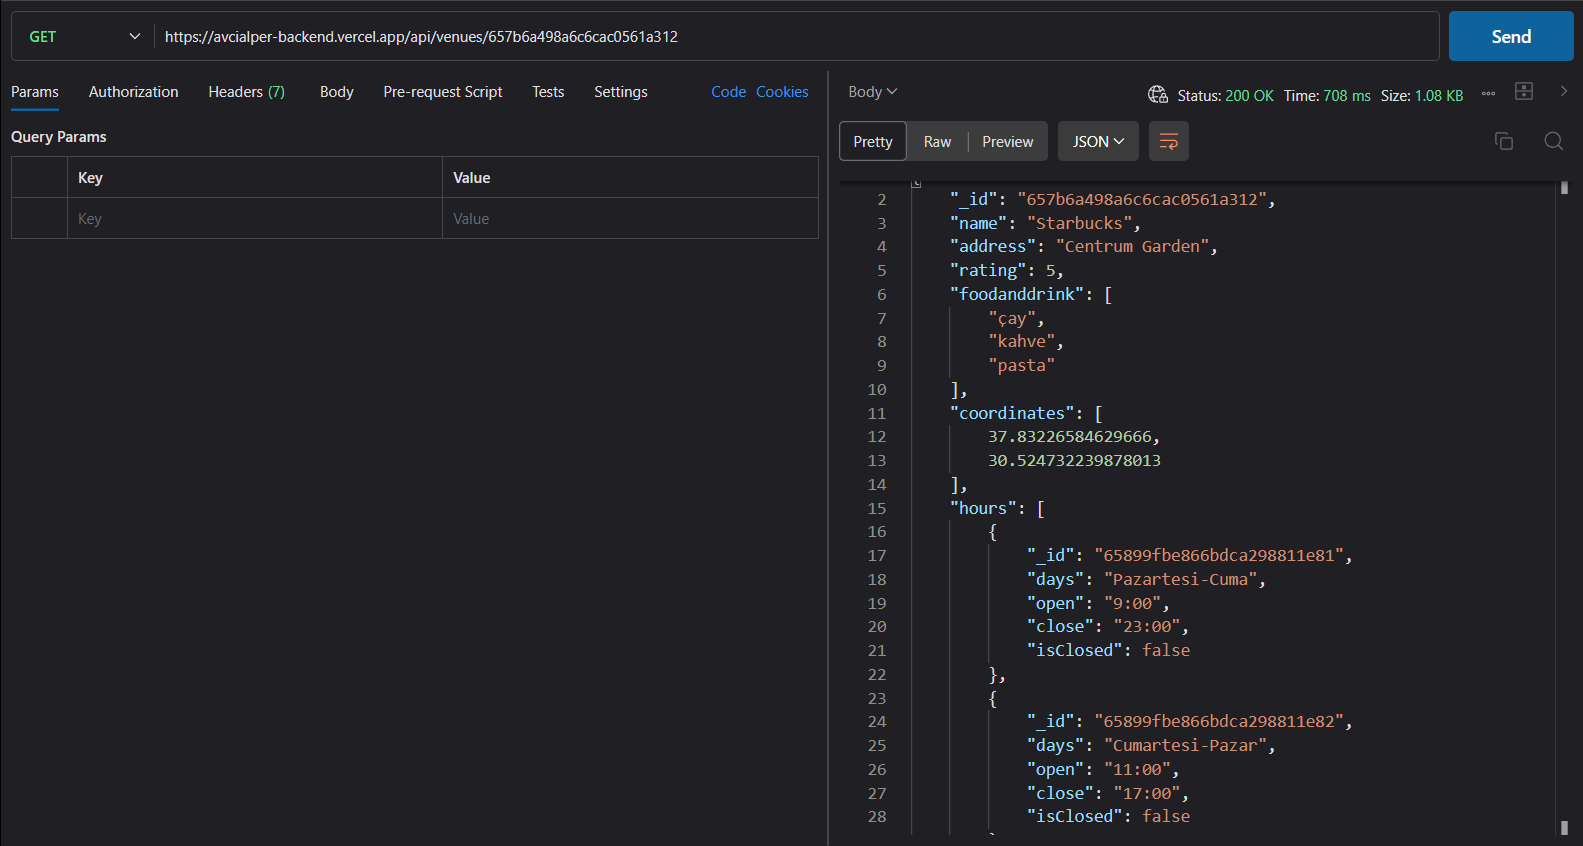 GET https://avcialper-backend.vercel.app/api/venues/657b6a498a6c6cac0561a312 Send
Params Authorization Headers (7) Body Pre-request Script Tests Settings Code Cookies
Query Params
Key Value
Key Value
Body Status: 200 OK Time: 708 ms Size: 1.08 KB
Pretty Raw Preview JSON
2 "_id": "657b6a498a6c6cac0561a312",
3 "name": "Starbucks",
4 "address": "Centrum Garden",
5 "rating": 5,
6 "foodanddrink": [
7 "çay",
8 "kahve",
9 "pasta"
10 ],
11 "coordinates": [
12 37.83226584629666,
13 30.524732239878013
14 ],
15 "hours": [
16 {
17 "_id": "65899fbe866bdca298811e81",
18 "days": "Pazartesi-Cuma",
19 "open": "9:00",
20 "close": "23:00",
21 "isClosed": false
22 },
23 {
24 "_id": "65899fbe866bdca298811e82",
25 "days": "Cumartesi-Pazar",
26 "open": "11:00",
27 "close": "17:00",
28 "isClosed": false